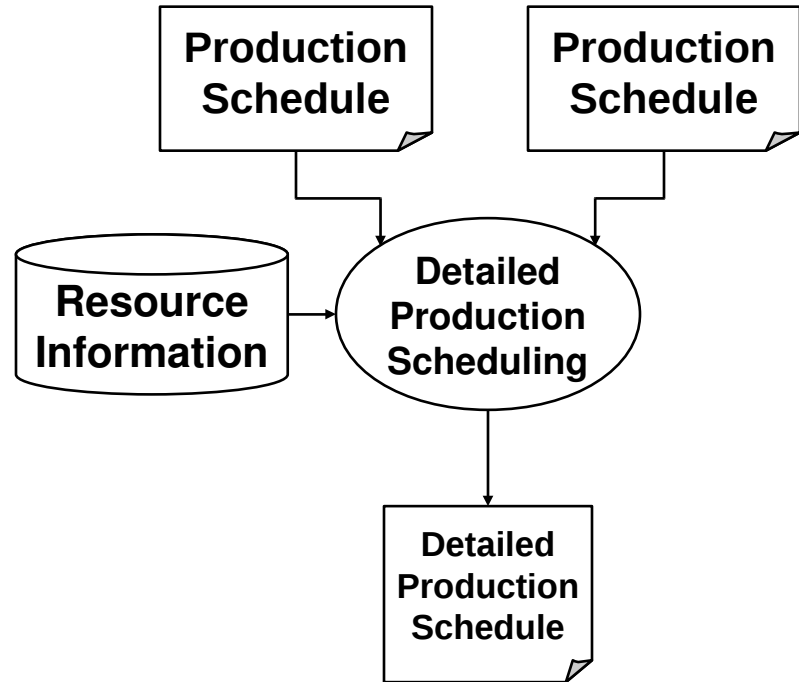 Production
Schedule
Production
Schedule
Resource
Information
Detailed
Production
Scheduling
Detailed
Production
Schedule